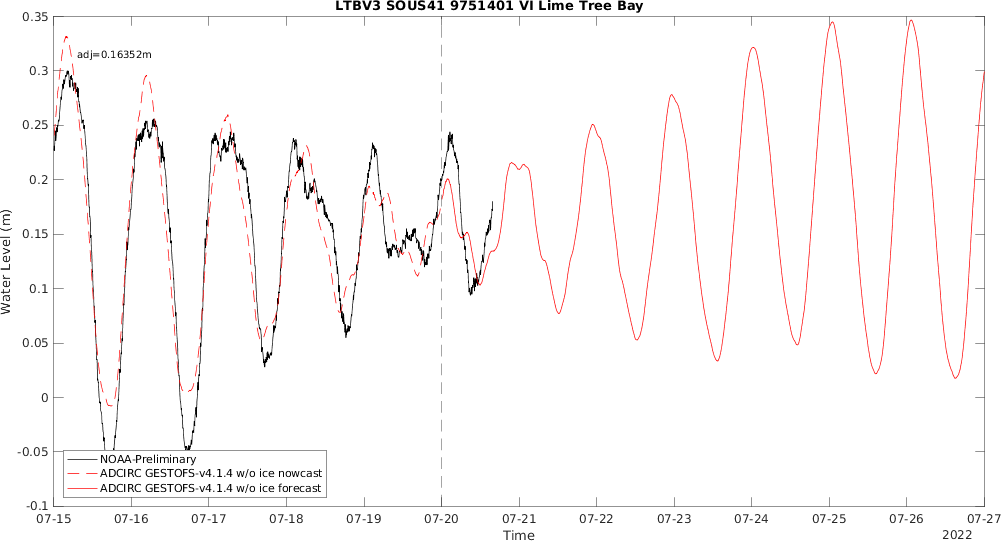 LTBV3 SOUS41 9751401 VI Lime Tree Bay
0.35
adj=0.16352m
0.3
0.25
0.2
0.15
0.1
0.05
0
-0.05
-0.1
Water Level (m)
NOAA-Preliminary
ADCIRC GESTOFS-v4.1.4 w/o ice nowcast
ADCIRC GESTOFS-v4.1.4 w/o ice forecast
07-15 07-16 07-17 07-18 07-19 07-20 07-21 07-22 07-23 07-24 07-25 07-26 07-27
Time
2022